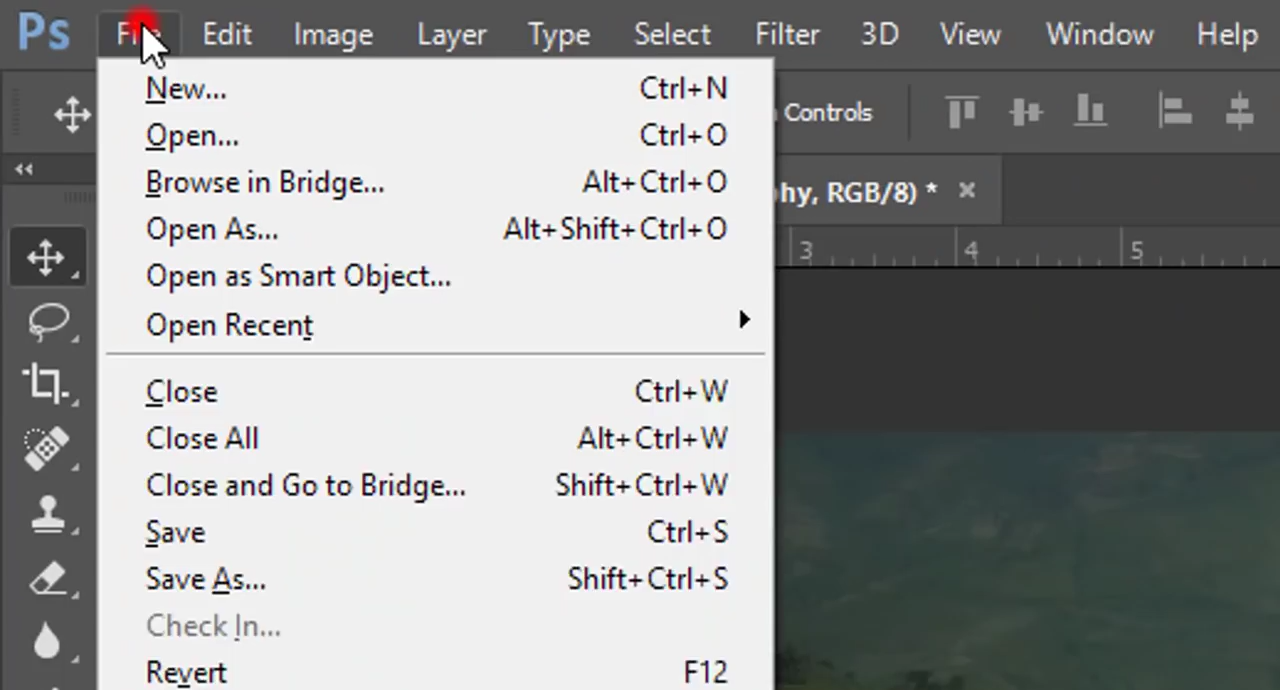 Ps File Edit Image Layer Type Select Filter 3D View Window Help
Controls
hy, RGB/8) * ×
3 4 5
New... Ctrl+N
Open... Ctrl+O
Browse in Bridge... Alt+Ctrl+O
Open As... Alt+Shift+Ctrl+O
Open as Smart Object...
Open Recent
Close Ctrl+W
Close All Alt+Ctrl+W
Close and Go to Bridge... Shift+Ctrl+W
Save Ctrl+S
Save As... Shift+Ctrl+S
Check In...
Revert F12